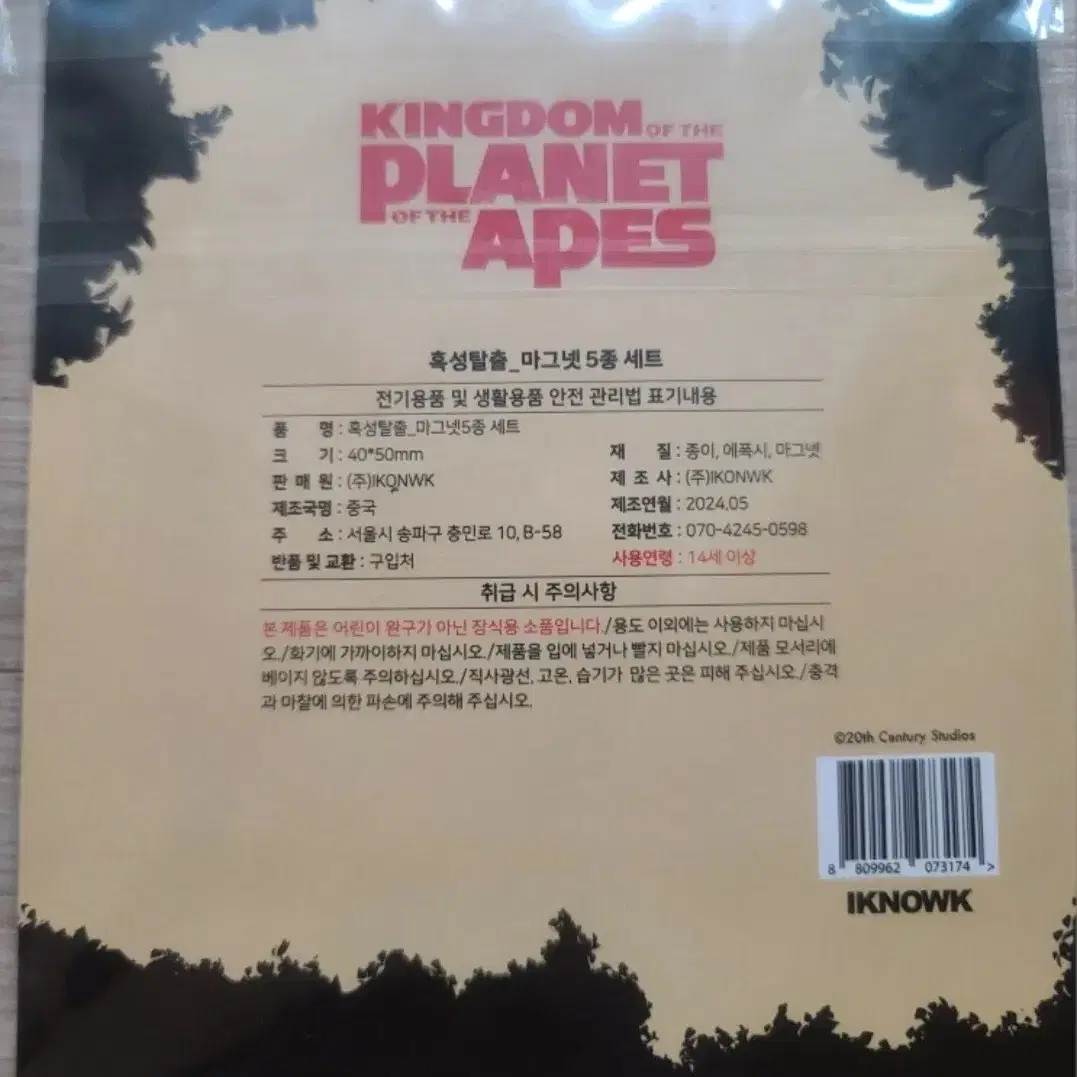 KINGDOM OF THE
PLANET
OF THE APES
혹성탈출_마그넷 5종 세트
전기용품 및 생활용품 안전 관리법 표기내용
품 명 : 혹성탈출_마그넷5종 세트
크 기 : 40*50mm
재 질 : 종이, 에폭시, 마그넷
판 매 원 : (주)IKONWK
제 조 사 : (주)IKONWK
제조국명 : 중국
제조연월 : 2024.05
주 소 : 서울시 송파구 충민로 10, B-58
전화번호 : 070-4245-0598
반품 및 교환 : 구입처
사용연령 : 14세 이상
취급 시 주의사항
본 제품은 어린이 완구가 아닌 장식용 소품입니다./용도 이외에는 사용하지 마십시
오./화기에 가까이하지 마십시오./제품을 입에 넣거나 빨지 마십시오./제품 모서리에
베이지 않도록 주의하십시오./직사광선, 고온, 습기가 많은 곳은 피해 주십시오./충격
과 마찰에 의한 파손에 주의해 주십시오.
©20th Century Studios
8 809962 073174 >
IKNOWK